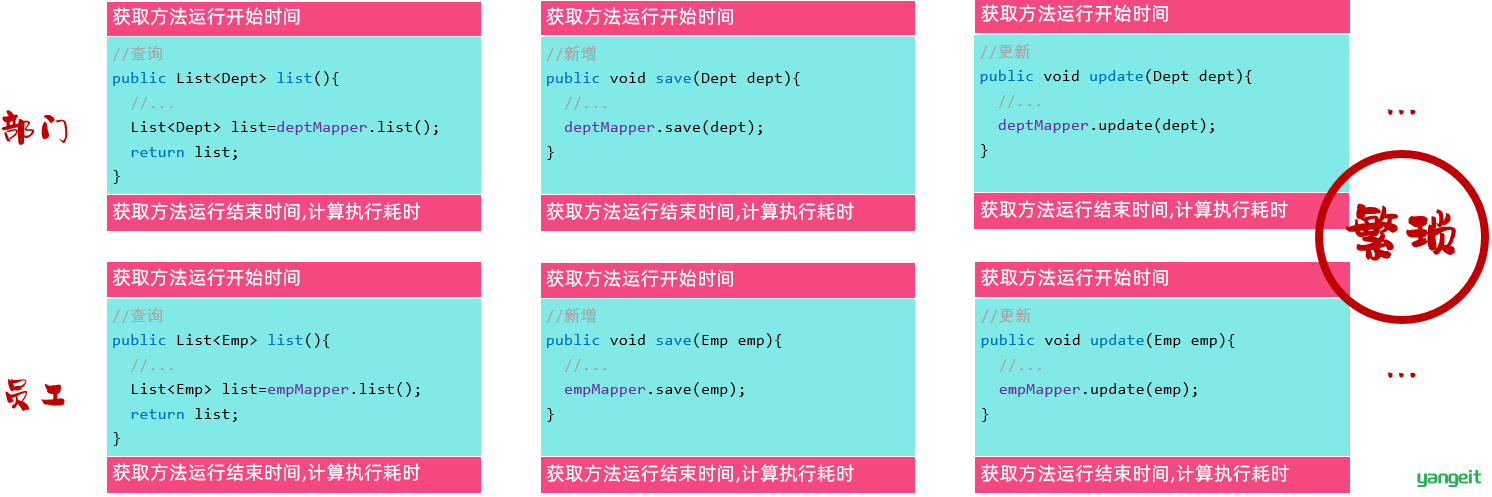 部门
获取方法运行开始时间
//查询
public List<Dept> list(){
  //...
  List<Dept> list=deptMapper.list();
  return list;
}
获取方法运行结束时间,计算执行耗时
获取方法运行开始时间
//新增
public void save(Dept dept){
  //...
  deptMapper.save(dept);
}
获取方法运行结束时间,计算执行耗时
获取方法运行开始时间
//更新
public void update(Dept dept){
  //...
  deptMapper.update(dept);
}
获取方法运行结束时间,计算执行耗时
...
繁琐
员工
获取方法运行开始时间
//查询
public List<Emp> list(){
  //...
  List<Emp> list=empMapper.list();
  return list;
}
获取方法运行结束时间,计算执行耗时
获取方法运行开始时间
//新增
public void save(Emp emp){
  //...
  empMapper.save(emp);
}
获取方法运行结束时间,计算执行耗时
获取方法运行开始时间
//更新
public void update(Emp emp){
  //...
  empMapper.update(emp);
}
获取方法运行结束时间,计算执行耗时
...
yangeit